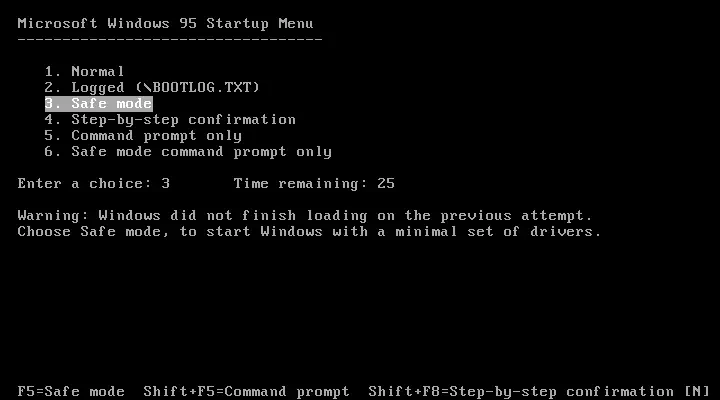 Microsoft Windows 95 Startup Menu
----------------------------------
1. Normal
2. Logged (\BOOTLOG.TXT)
3. Safe mode
4. Step-by-step confirmation
5. Command prompt only
6. Safe mode command prompt only
Enter a choice: 3       Time remaining: 25
Warning: Windows did not finish loading on the previous attempt.
Choose Safe mode, to start Windows with a minimal set of drivers.
F5=Safe mode  Shift+F5=Command prompt  Shift+F8=Step-by-step confirmation [N]